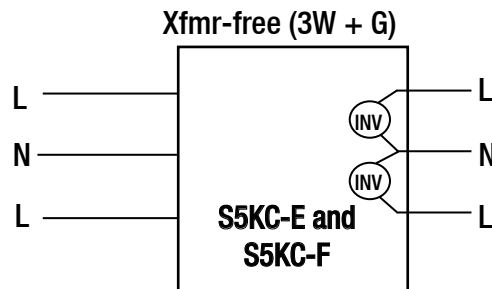 Xfmr-free (3W + G)
L
L
INV
N
N
INV
L
L
S5KC-E and
S5KC-F